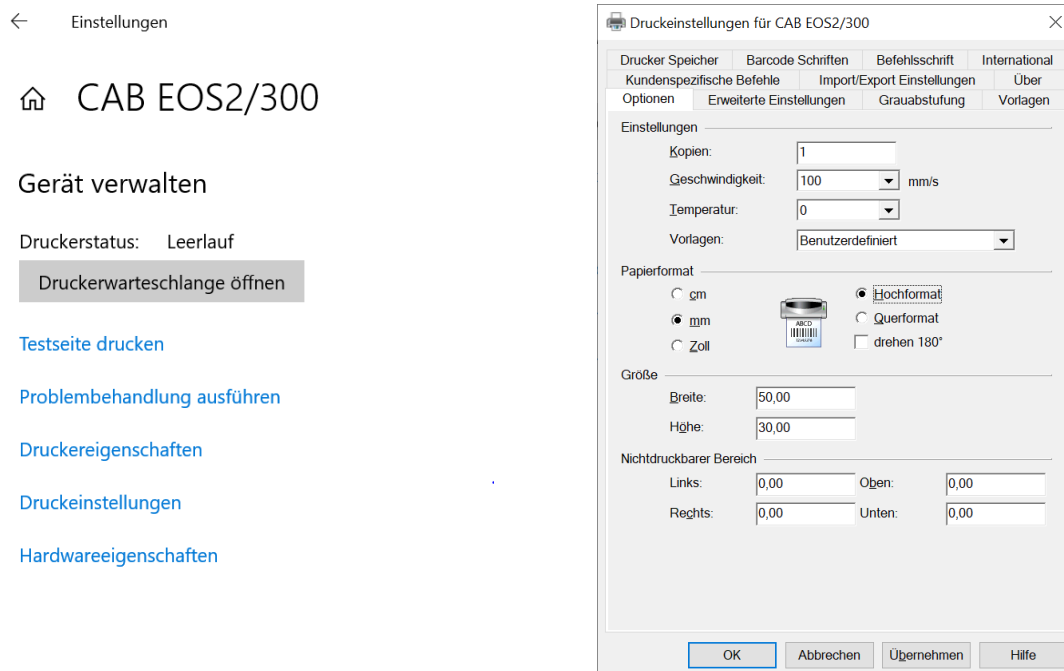 Einstellungen
CAB EOS2/300
Gerät verwalten
Druckerstatus: Leerlauf
Druckerwarteschlange öffnen
Testseite drucken
Problembehandlung ausführen
Druckereigenschaften
Druckeinstellungen
Hardwareeigenschaften
Druckeinstellungen für CAB EOS2/300
Drucker Speicher Barcode Schriften Befehlsschrift International
Kundenspezifische Befehle Import/Export Einstellungen Über
Optionen Erweiterte Einstellungen Grauabstufung Vorlagen
Einstellungen
Kopien: 1
Geschwindigkeit: 100 mm/s
Temperatur: 0
Vorlagen: Benutzerdefiniert
Papierformat
cm Hochformat
mm ABCD Querformat
Zoll drehen 180°
Größe
Breite: 50,00
Höhe: 30,00
Nichtdruckbarer Bereich
Links: 0,00 Oben: 0,00
Rechts: 0,00 Unten: 0,00
OK Abbrechen Übernehmen Hilfe